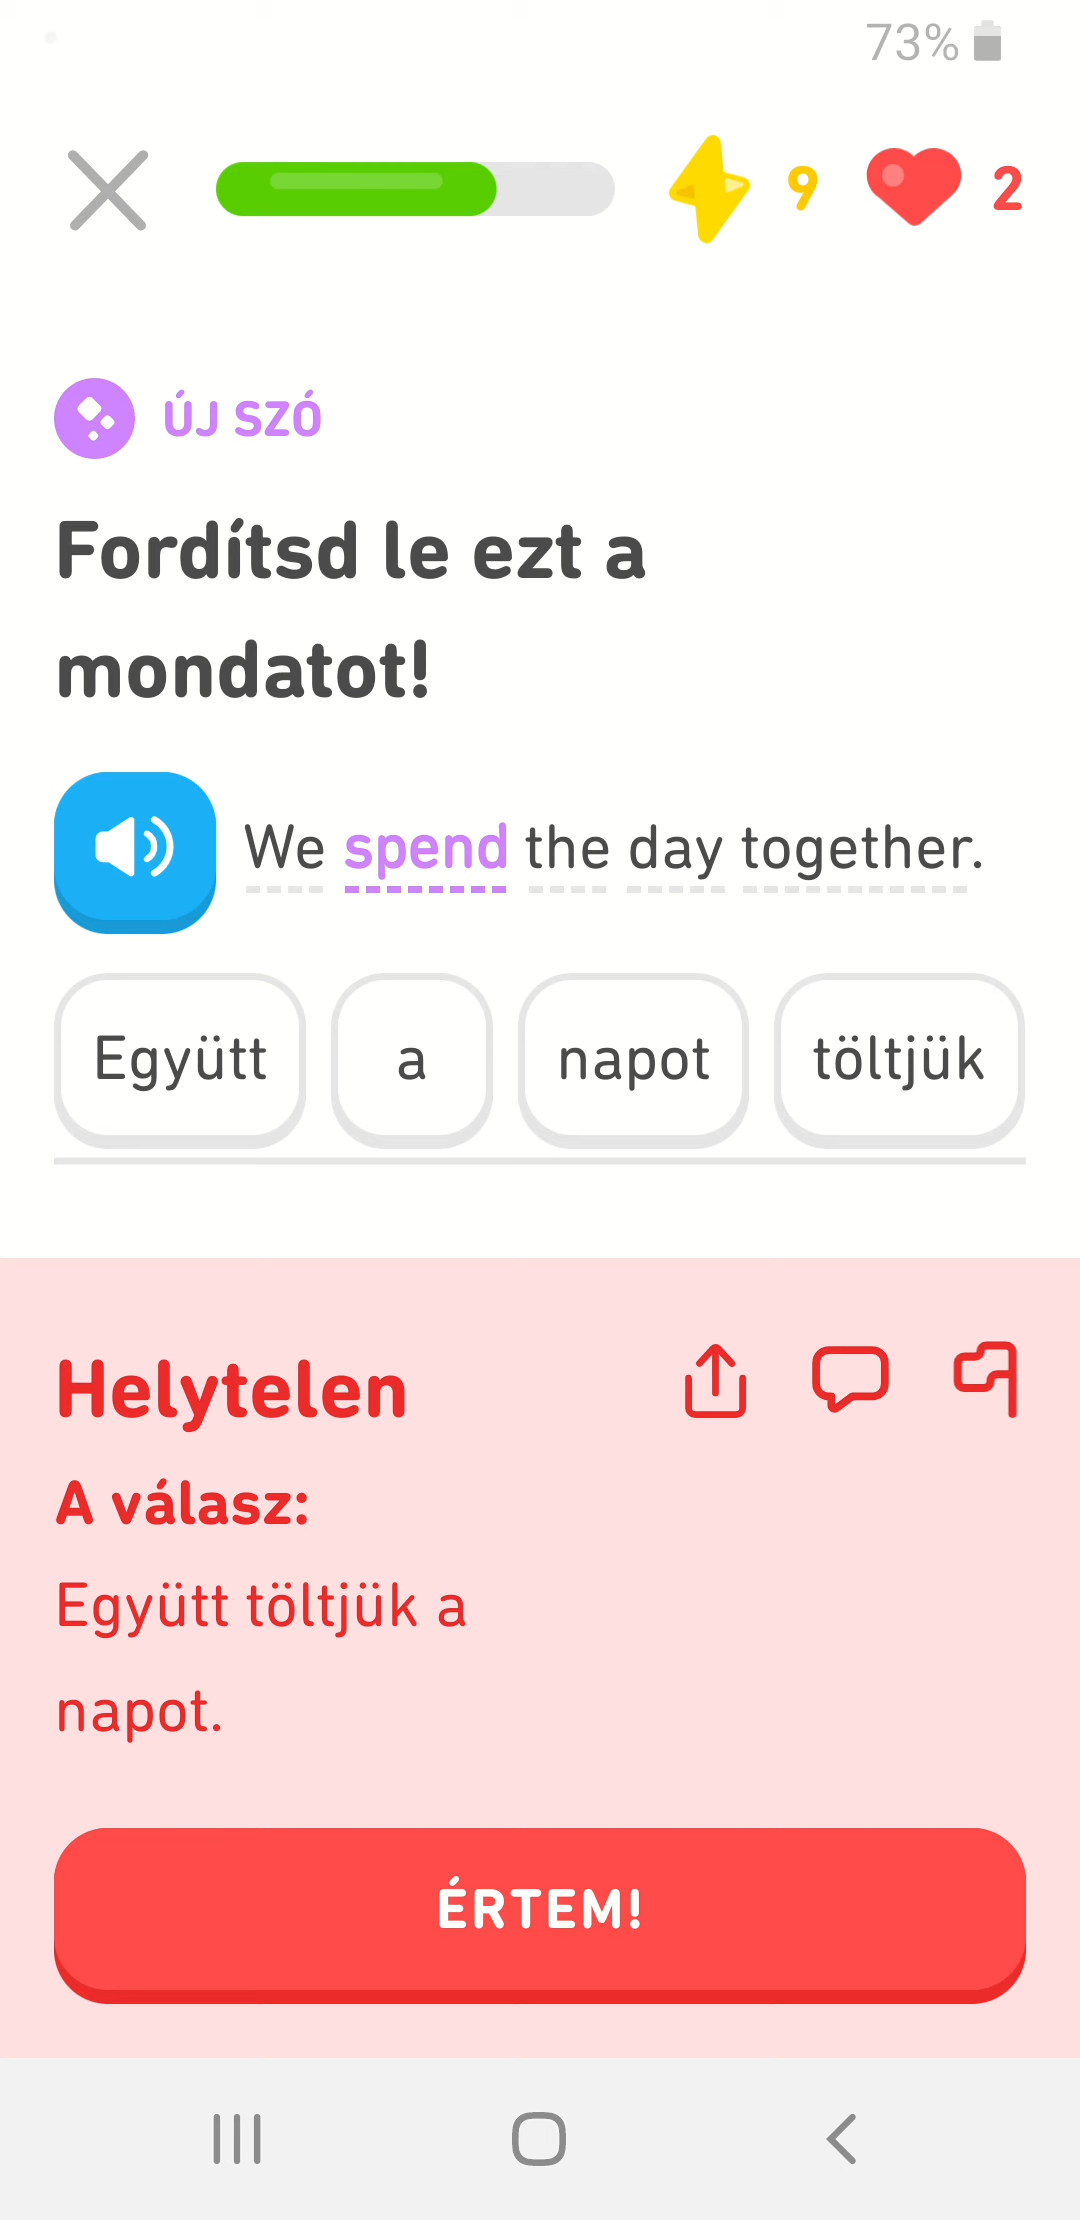 73%
9
2
ÚJ SZÓ
Fordítsd le ezt a
mondatot!
We spend the day together.
Együtt a napot töltjük
Helytelen
A válasz:
Együtt töltjük a
napot.
ÉRTEM!